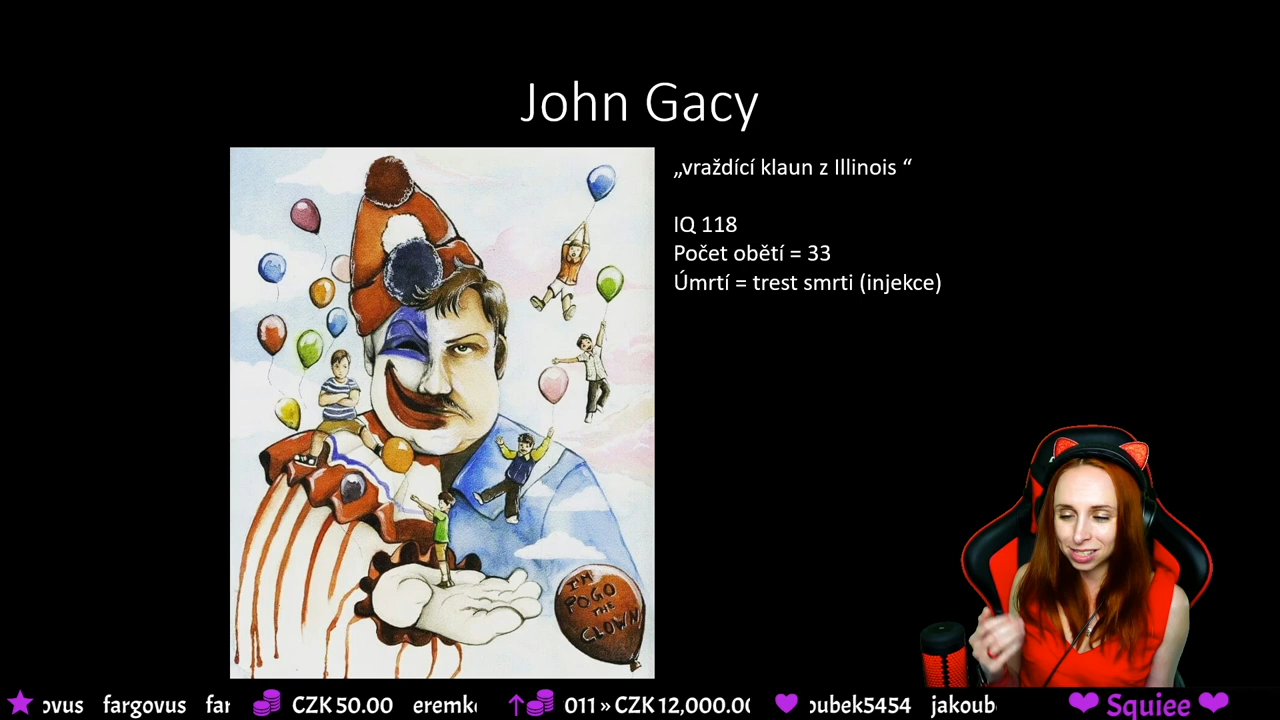 John Gacy
„vraždící klaun z Illinois “
IQ 118
Počet obětí = 33
Úmrtí = trest smrti (injekce)
I'M
POGO
THE
CLOWN
fargovus CZK 50.00 011 » CZK 12,000.00 Squiee